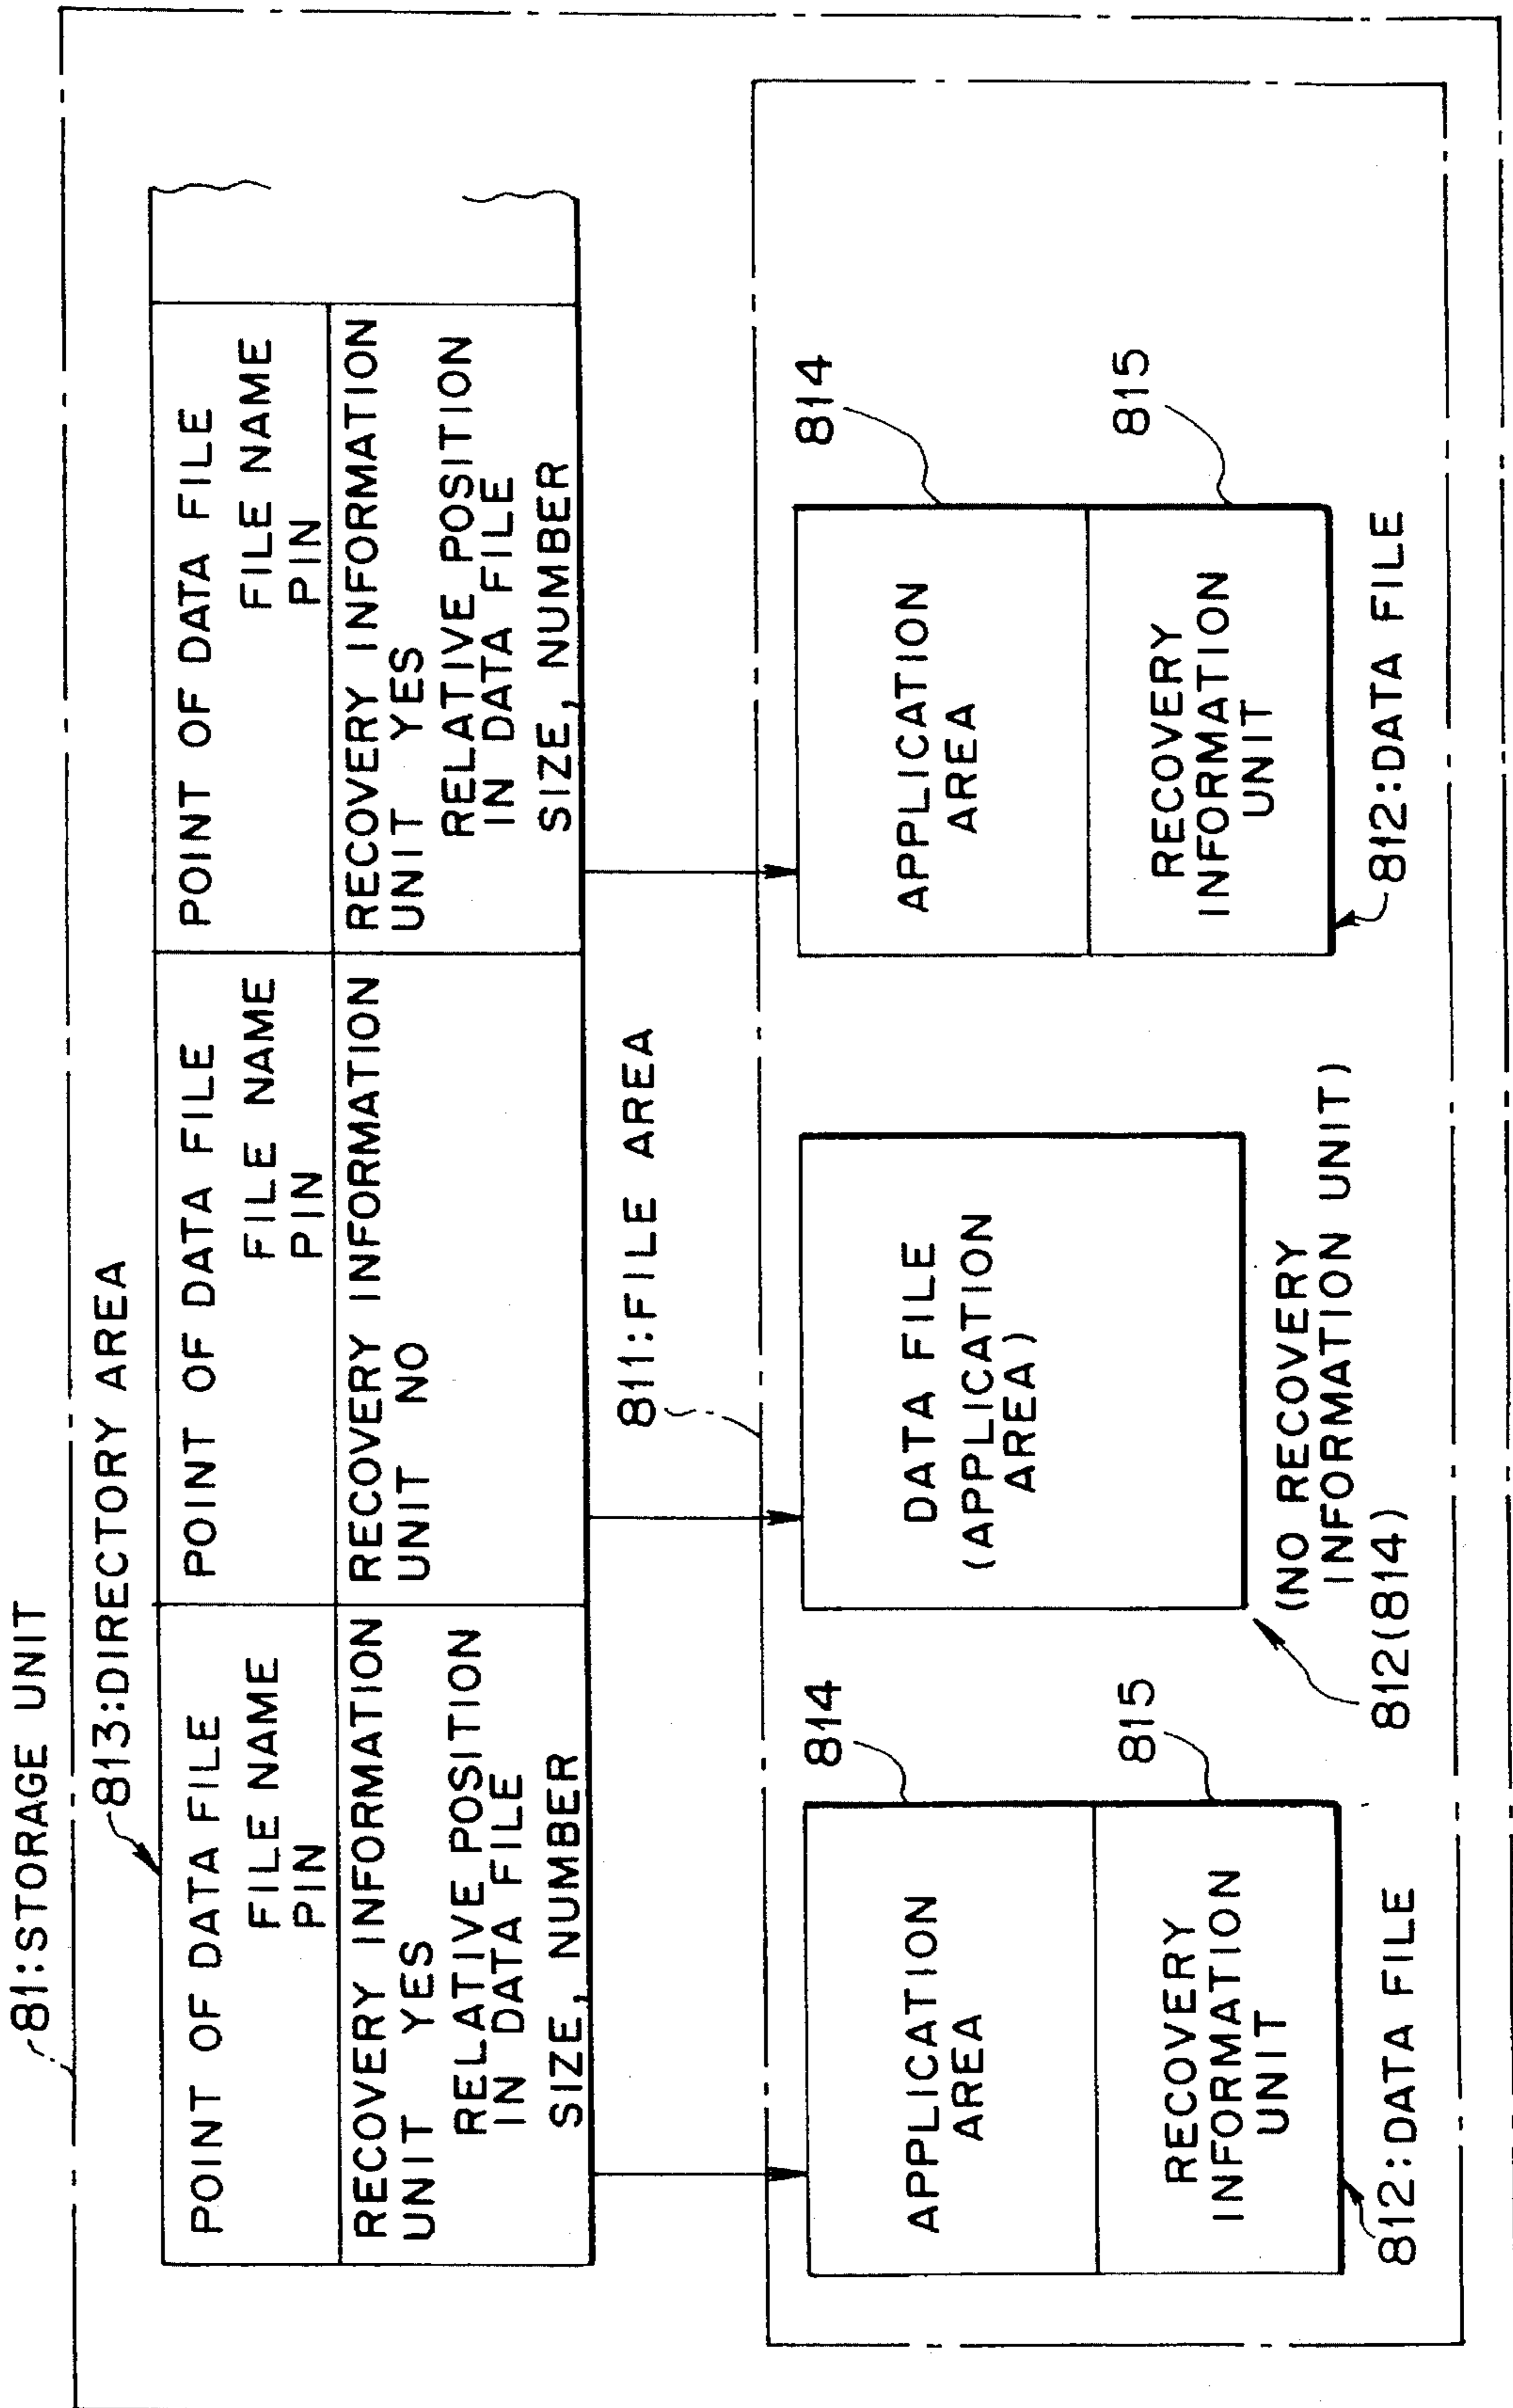 81:STORAGE UNIT
813:DIRECTORY AREA
POINT OF DATA FILE
FILE NAME
PIN
RECOVERY INFORMATION
UNIT YES
RELATIVE POSITION
IN DATA FILE
SIZE, NUMBER
POINT OF DATA FILE
FILE NAME
PIN
RECOVERY INFORMATION
UNIT NO
POINT OF DATA FILE
FILE NAME
PIN
RECOVERY INFORMATION
UNIT YES
RELATIVE POSITION
IN DATA FILE
SIZE, NUMBER
811:FILE AREA
814
APPLICATION
AREA
815
RECOVERY
INFORMATION
UNIT
812:DATA FILE
DATA FILE
(APPLICATION
AREA)
(NO RECOVERY
INFORMATION UNIT)
812(814)
814
APPLICATION
AREA
815
RECOVERY
INFORMATION
UNIT
812:DATA FILE